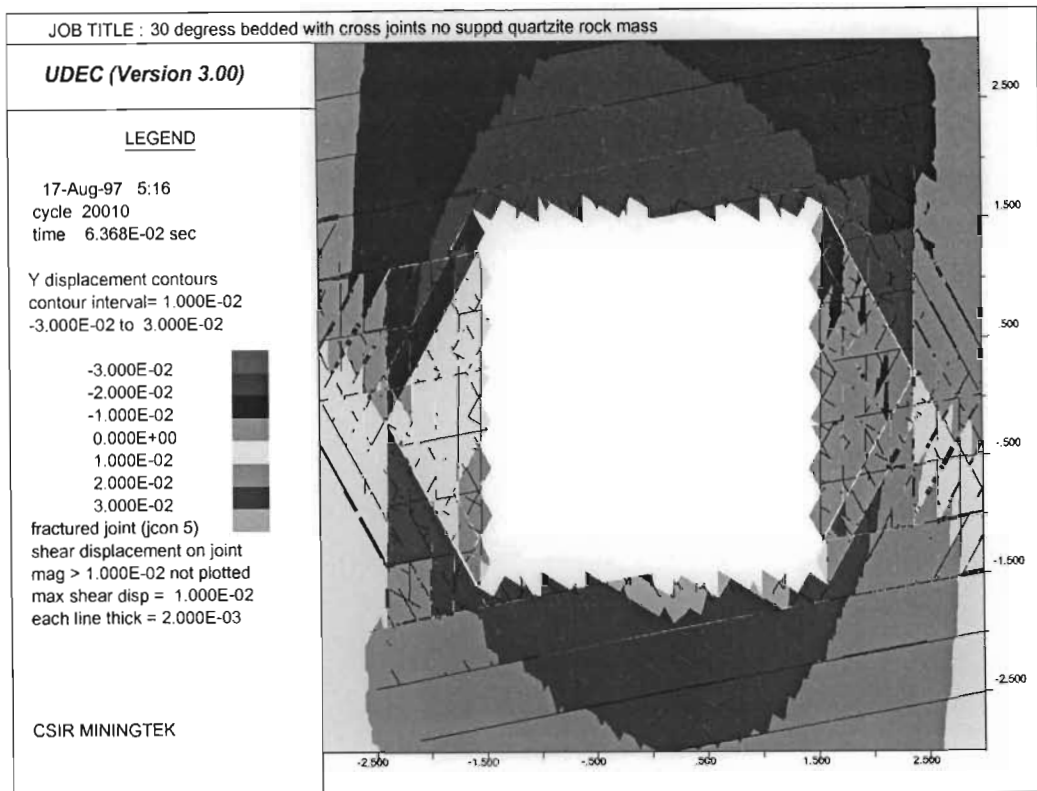 JOB TITLE : 30 degress bedded with cross joints no suppdt quartzite rock mass
UDEC (Version 3.00)
LEGEND
17-Aug-97 5:16
cycle 20010
time 6.368E-02 sec
Y displacement contours
contour interval= 1.000E-02
-3.000E-02 to 3.000E-02
-3.000E-02
-2.000E-02
-1.000E-02
0.000E+00
1.000E-02
2.000E-02
3.000E-02
fractured joint (jcon 5)
shear displacement on joint
mag > 1.000E-02 not plotted
max shear disp = 1.000E-02
each line thick = 2.000E-03
CSIR MININGTEK
2.500
1.500
.500
-.500
-1.500
-2.500
-2.500 -1.500 -.500 .500 1.500 2.500